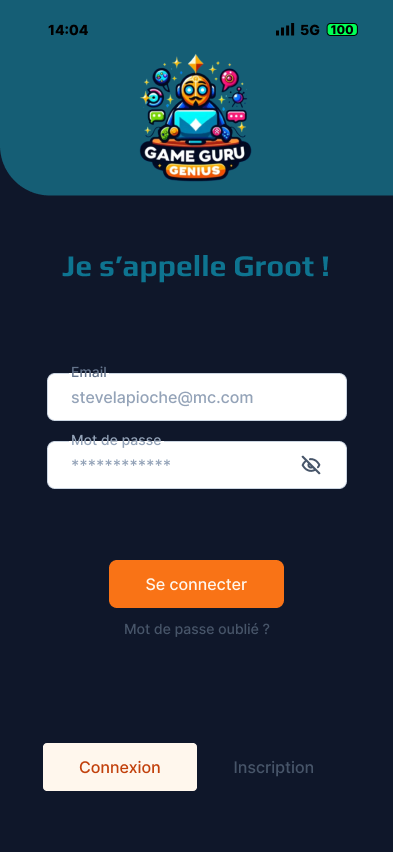 14:04
5G
100
GAME GURU
GENIUS
Je s’appelle Groot !
Email
stevelapioche@mc.com
Mot de passe
************
Se connecter
Mot de passe oublié ?
Connexion
Inscription